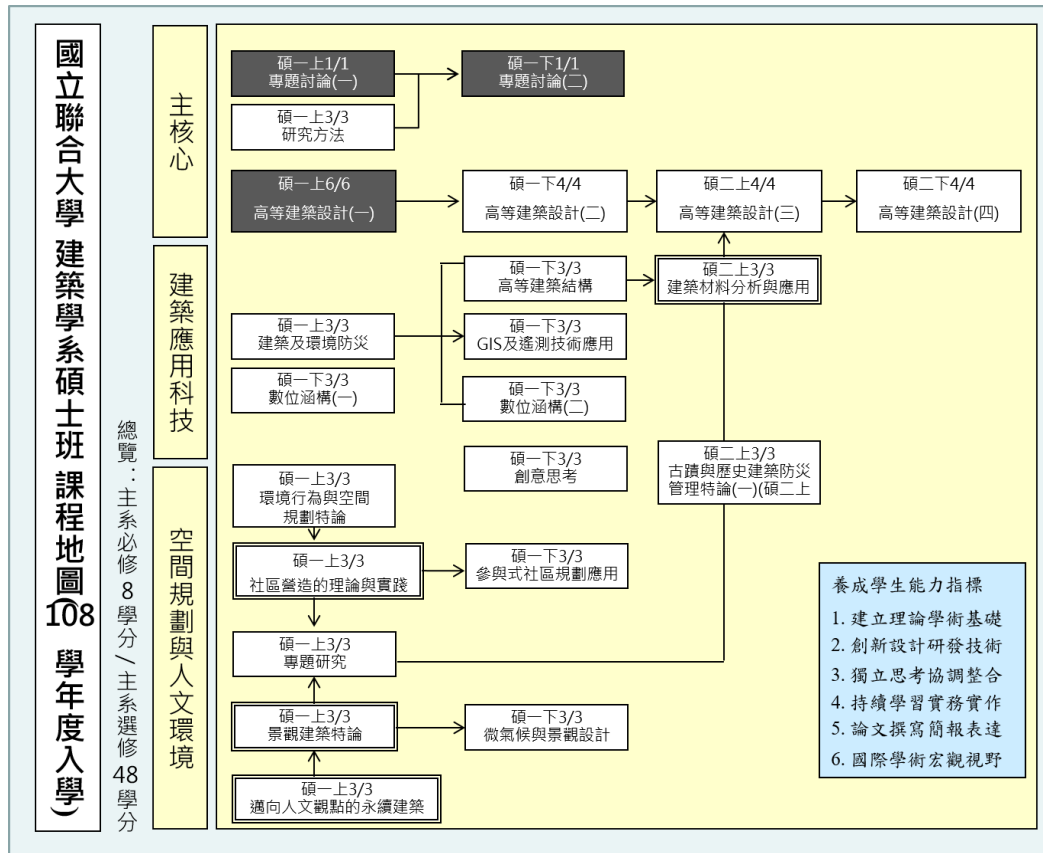 國立聯合大學 建築學系碩士班 課程地圖(108 學年度入學)
總覽：主系必修 8 學分/主系選修 48 學分
主核心
碩一上1/1
專題討論(一)
碩一下1/1
專題討論(二)
碩一上3/3
研究方法
碩一上6/6
高等建築設計(一)
碩一下4/4
高等建築設計(二)
碩二上4/4
高等建築設計(三)
碩二下4/4
高等建築設計(四)
建築應用科技
碩一下3/3
高等建築結構
碩二上3/3
建築材料分析與應用
碩一上3/3
建築及環境防災
碩一下3/3
GIS及遙測技術應用
碩一下3/3
數位涵構(一)
碩一下3/3
數位涵構(二)
空間規劃與人文環境
碩一下3/3
創意思考
碩二上3/3
古蹟與歷史建築防災
管理特論(一)(碩二上
碩一上3/3
環境行為與空間
規劃特論
碩一上3/3
社區營造的理論與實踐
碩一下3/3
參與式社區規劃應用
碩一上3/3
專題研究
碩一上3/3
景觀建築特論
碩一下3/3
微氣候與景觀設計
碩一上3/3
邁向人文觀點的永續建築
養成學生能力指標
1. 建立理論學術基礎
2. 創新設計研發技術
3. 獨立思考協調整合
4. 持續學習實務實作
5. 論文撰寫簡報表達
6. 國際學術宏觀視野